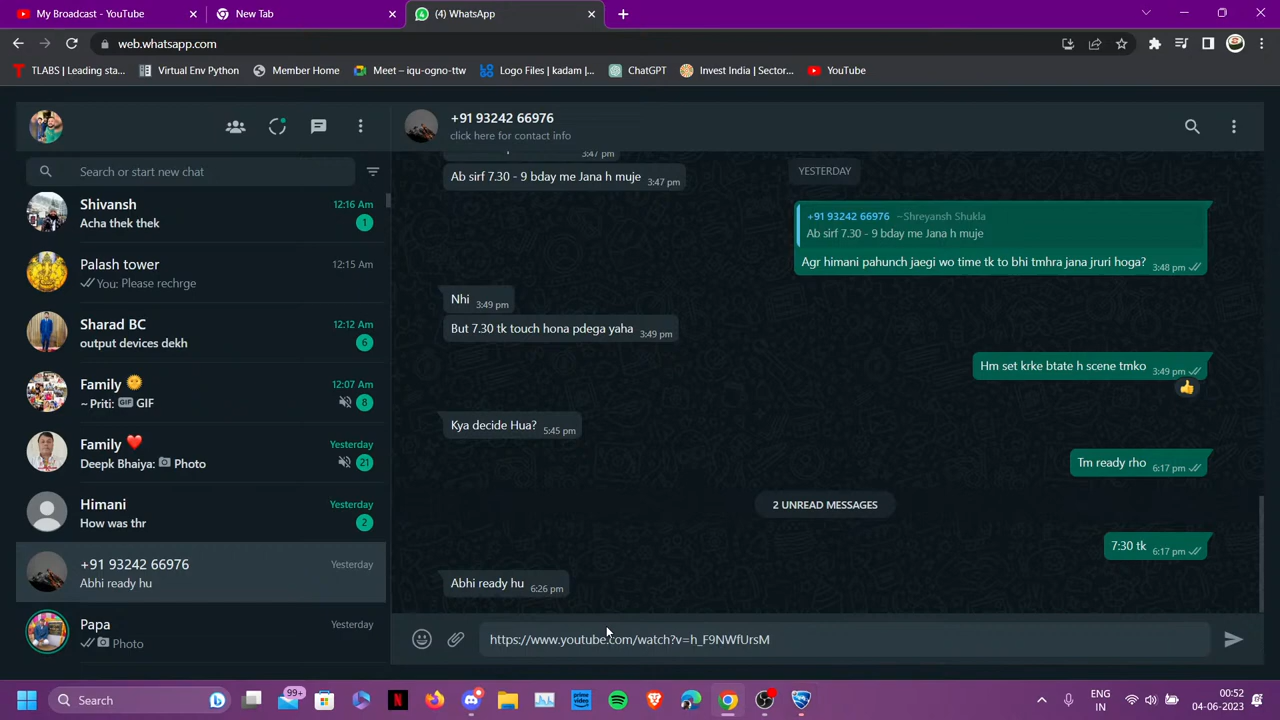 My Broadcast - YouTube
New Tab
(4) WhatsApp
web.whatsapp.com
TLABS | Leading sta...
Virtual Env Python
Member Home
Meet – iqu-ogno-ttw
Logo Files | kadam |...
ChatGPT
Invest India | Sector...
YouTube
Search or start new chat
Shivansh
12:16 Am
Acha thek thek
1
Palash tower
12:15 Am
You: Please rechrge
Sharad BC
12:12 Am
output devices dekh
6
Family 🌞
12:07 Am
~ Priti: GIF GIF
8
Family ❤️
Yesterday
Deepk Bhaiya: Photo
21
Himani
Yesterday
How was thr
2
+91 93242 66976
Yesterday
Abhi ready hu
Papa
Yesterday
Photo
+91 93242 66976
click here for contact info
3:47 pm
Ab sirf 7.30 - 9 bday me Jana h muje 3:47 pm
YESTERDAY
+91 93242 66976 ~Shreyansh Shukla
Ab sirf 7.30 - 9 bday me Jana h muje
Agr himani pahunch jaegi wo time tk to bhi tmhra jana jruri hoga? 3:48 pm
Nhi 3:49 pm
But 7.30 tk touch hona pdega yaha 3:49 pm
Hm set krke btate h scene tmko 3:49 pm
👍
Kya decide Hua? 5:45 pm
Tm ready rho 6:17 pm
2 UNREAD MESSAGES
7:30 tk 6:17 pm
Abhi ready hu 6:26 pm
https://www.youtube.com/watch?v=h_F9NWfUrsM
Search
99+
ENG
IN
00:52
04-06-2023